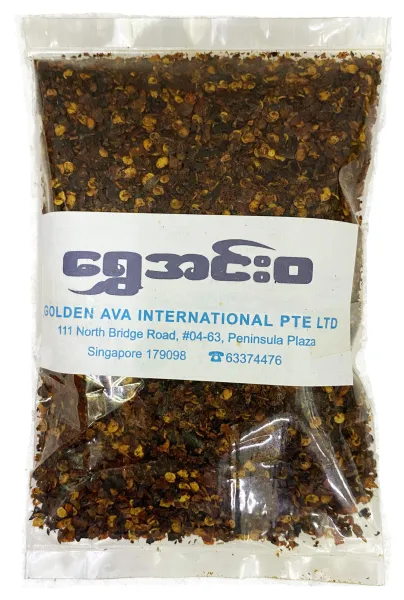 ရွှေအင်းဝ
GOLDEN AVA INTERNATIONAL PTE LTD
111 North Bridge Road, #04-63, Peninsula Plaza
Singapore 179098 ☎63374476